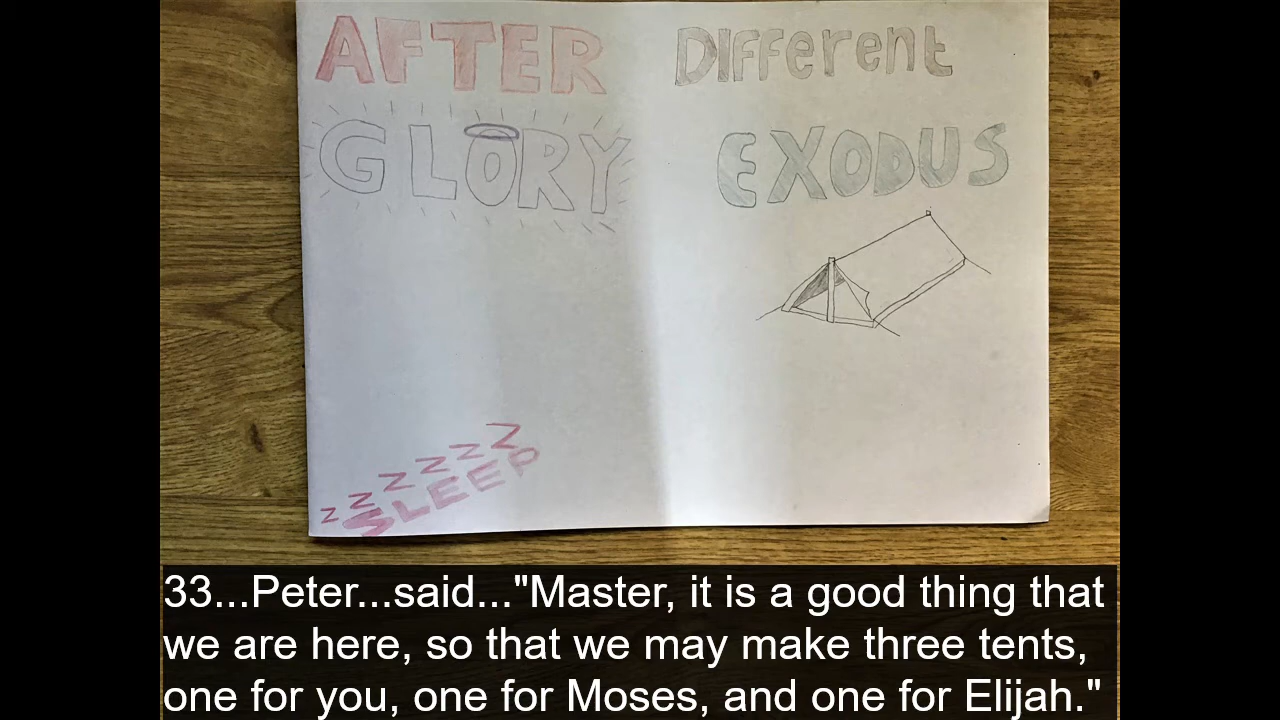 AFTER
GLORY
DIFFerent
EXODUS
z z z z z z
SLEEP
33...Peter...said..."Master, it is a good thing that
we are here, so that we may make three tents,
one for you, one for Moses, and one for Elijah."